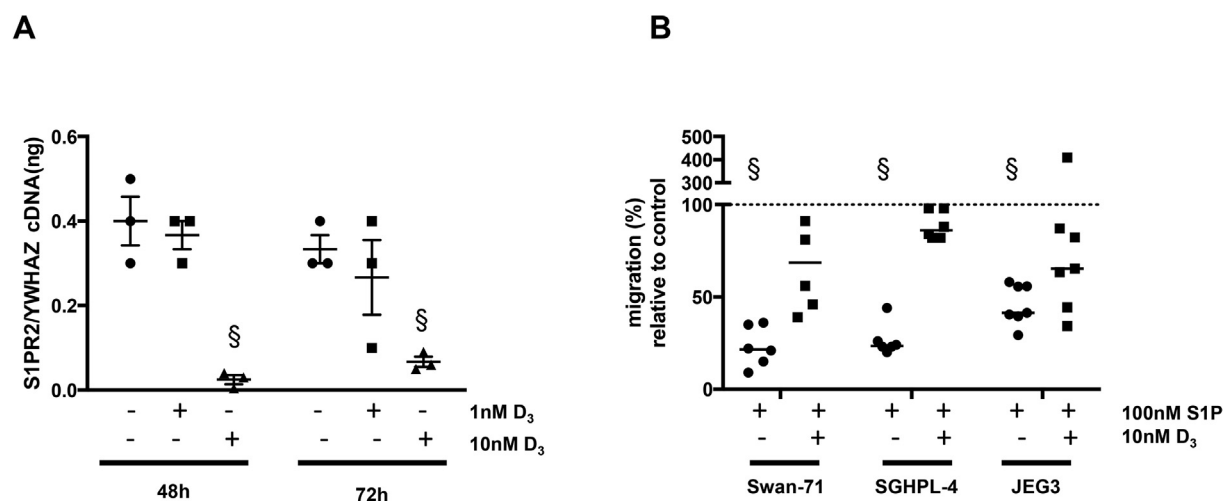 A
S1PR2/YWHAZ cDNA(ng)
0.6
0.4
0.2
0.0
§
§
- + - - + - 1nM D3
- - + - - + 10nM D3
48h 72h
B
migration (%)
relative to control
500
400
300
100
50
0
§ § §
+ + + + + + 100nM S1P
- + - + - + 10nM D3
Swan-71 SGHPL-4 JEG3